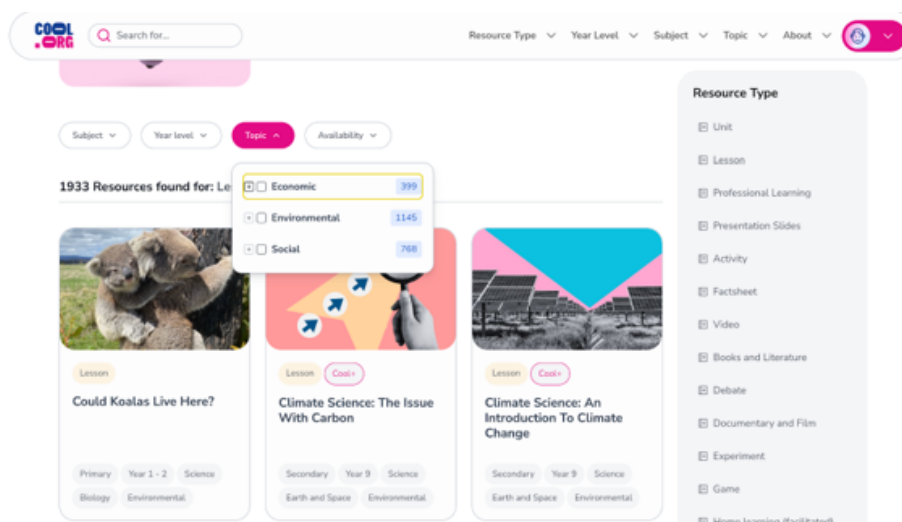 COOL
.ORG
Search for...
Resource Type
Year Level
Subject
Topic
About
Subject
Year level
Topic
Availability
1933 Resources found for: Le
Economic 399
Environmental 1145
Social 768
Lesson
Could Koalas Live Here?
Primary Year 1 - 2 Science
Biology Environmental
Lesson Cool+
Climate Science: The Issue
With Carbon
Secondary Year 9 Science
Earth and Space Environmental
Lesson Cool+
Climate Science: An
Introduction To Climate
Change
Secondary Year 9 Science
Earth and Space Environmental
Resource Type
Unit
Lesson
Professional Learning
Presentation Slides
Activity
Factsheet
Video
Books and Literature
Debate
Documentary and Film
Experiment
Game
Home learning (facilitated)